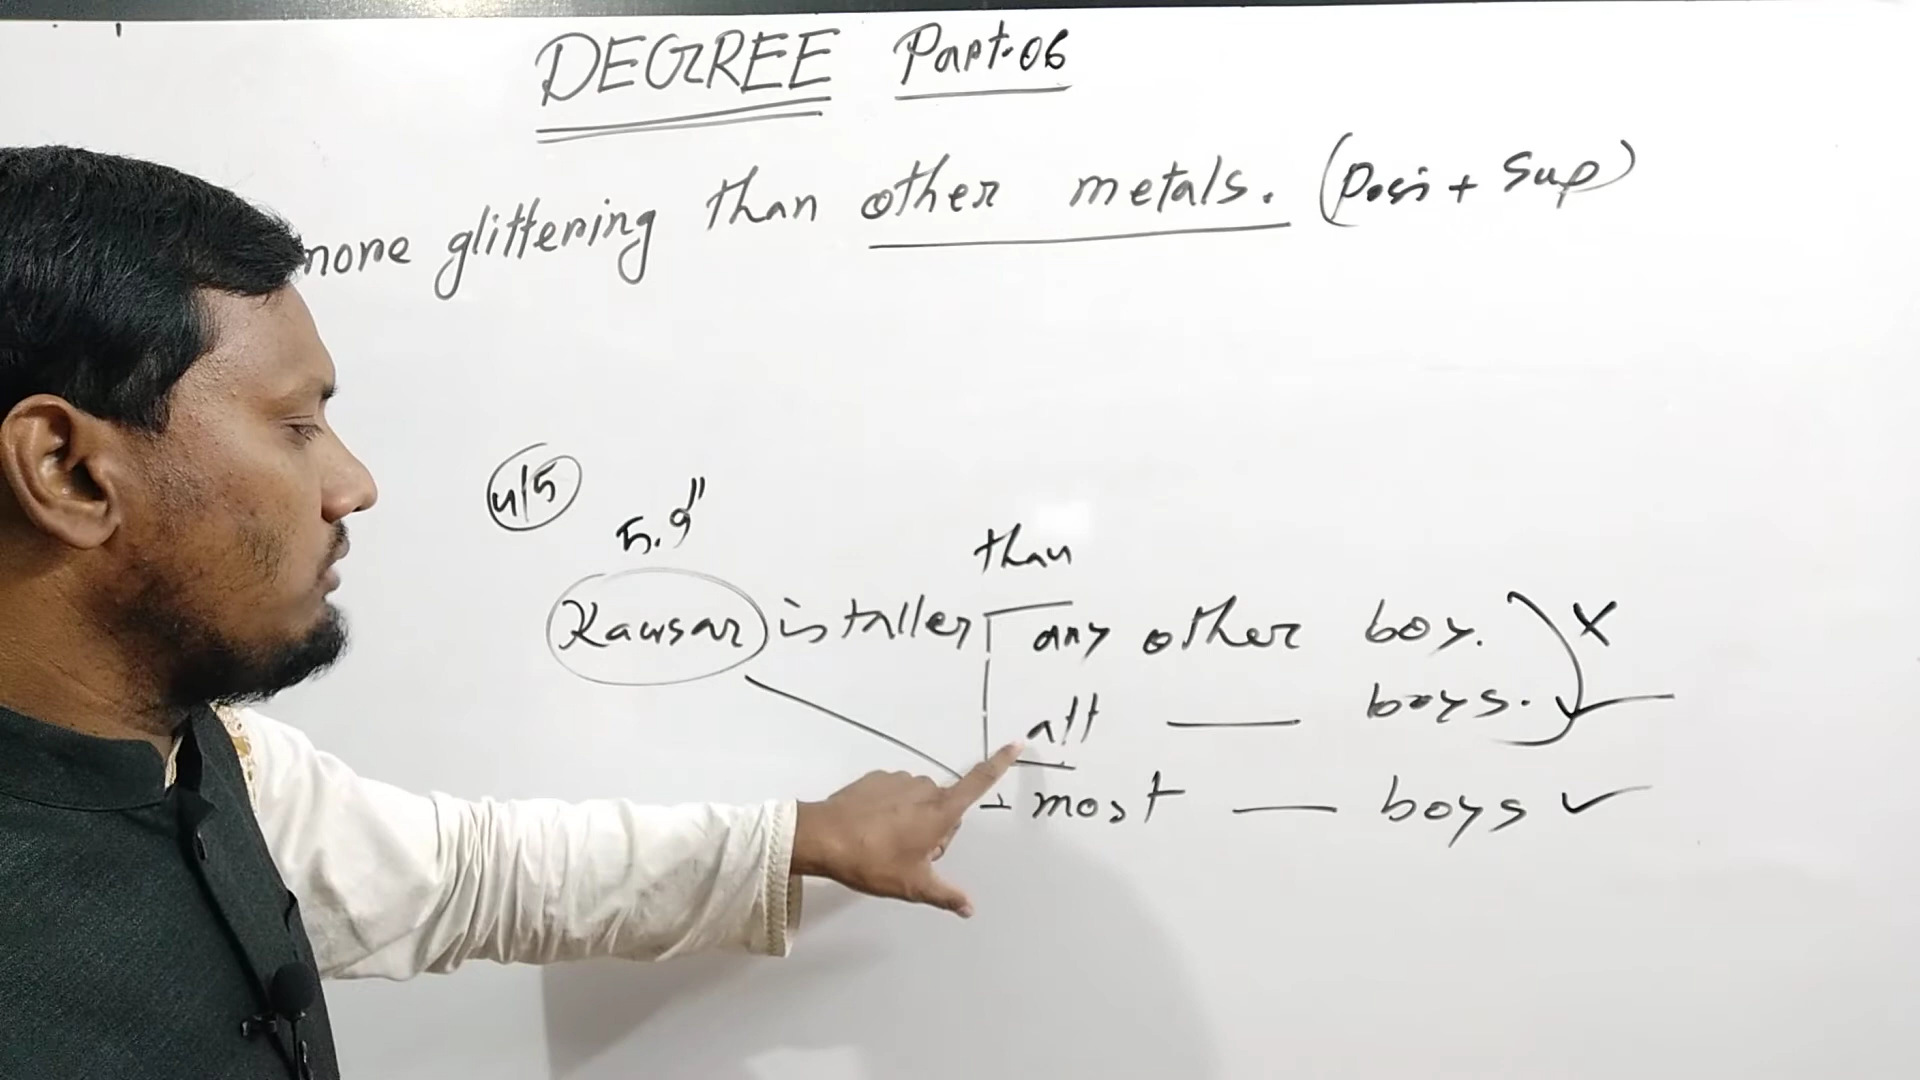 DEGREE Part-06
more glittering than other metals. (Posi + Sup)
4/5
5.9"
than
Kawsar is taller any other boy. ×
all — boys. ✓
most — boys ✓